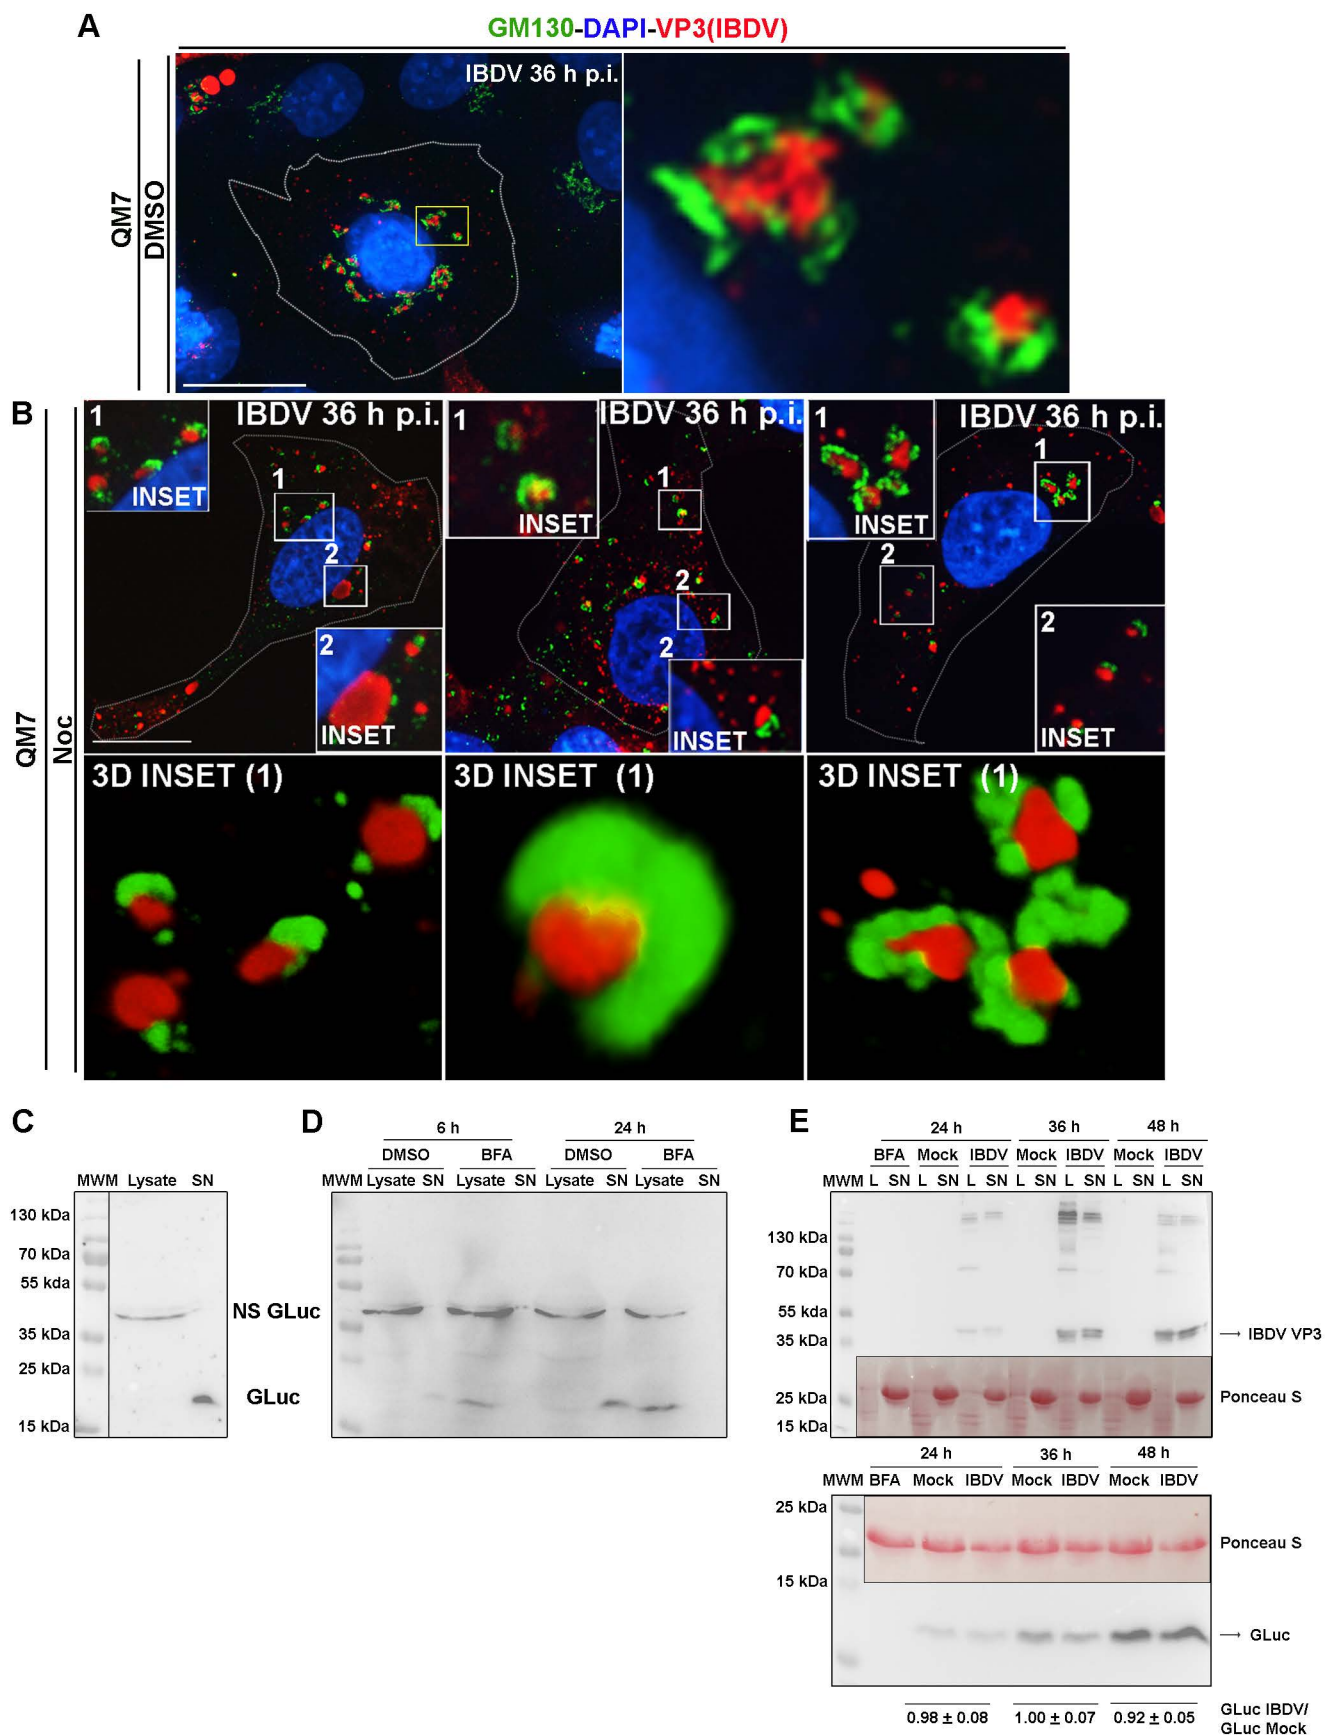 A
GM130-DAPI-VP3(IBDV)
QM7
DMSO
IBDV 36 h p.i.
B
QM7
Noc
1 IBDV 36 h p.i.
INSET
1
2
2
INSET
1 IBDV 36 h p.i.
INSET
1
2
2
INSET
1 IBDV 36 h p.i.
INSET
1
2
2
INSET
3D INSET (1)
3D INSET (1)
3D INSET (1)
C
MWM Lysate SN
130 kDa
70 kDa
55 kda
35 kDa
25 kDa
15 kDa
NS GLuc
GLuc
D
6 h 24 h
DMSO BFA DMSO BFA
MWM Lysate SN Lysate SN Lysate SN Lysate SN
E
24 h 36 h 48 h
BFA Mock IBDV Mock IBDV Mock IBDV
MWM L SN L SN L SN L SN L SN L SN L SN
130 kDa
70 kDa
55 kda
35 kDa
25 kDa
15 kDa
IBDV VP3
Ponceau S
24 h 36 h 48 h
MWM BFA Mock IBDV Mock IBDV Mock IBDV
25 kDa
15 kDa
Ponceau S
GLuc
0.98 ± 0.08 1.00 ± 0.07 0.92 ± 0.05
GLuc IBDV/
GLuc Mock